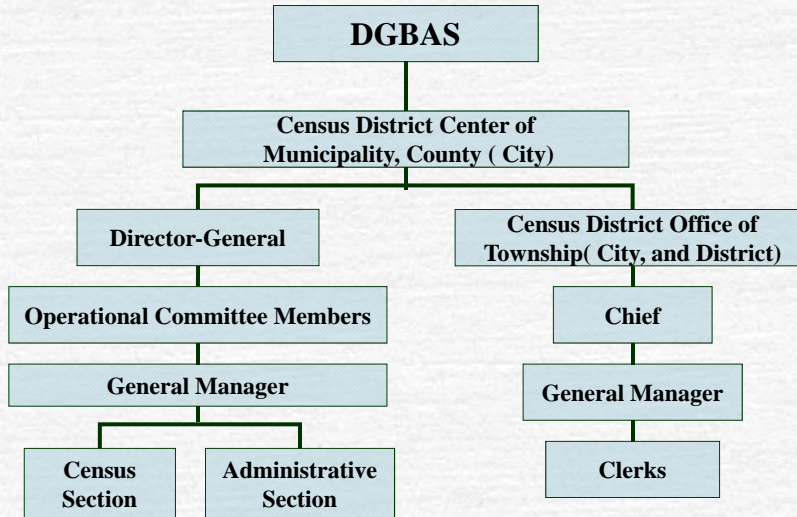 DGBAS
Census District Center of
Municipality, County ( City)
Director-General
Census District Office of
Township( City, and District)
Operational Committee Members
Chief
General Manager
General Manager
Census
Section
Administrative
Section
Clerks